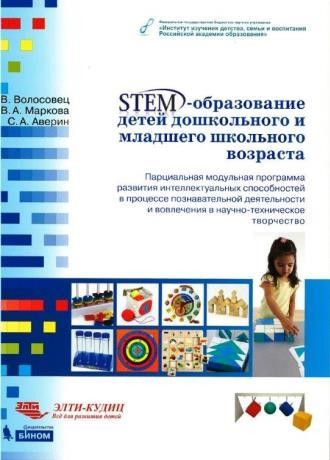 Федеральное государственное бюджетное научное учреждение
«Институт изучения детства, семьи и воспитания
Российской академии образования»
В. Волосовец
В.А. Маркова
С.А. Аверин
STEM-образование
детей дошкольного и
младшего школьного
возраста
Парциальная модульная программа
развития интеллектуальных способностей
в процессе познавательной деятельности
и вовлечения в научно-техническое
творчество
Элти
ЭЛТИ-КУДИЦ
Всё для развития детей
Издательство
БИНОМ